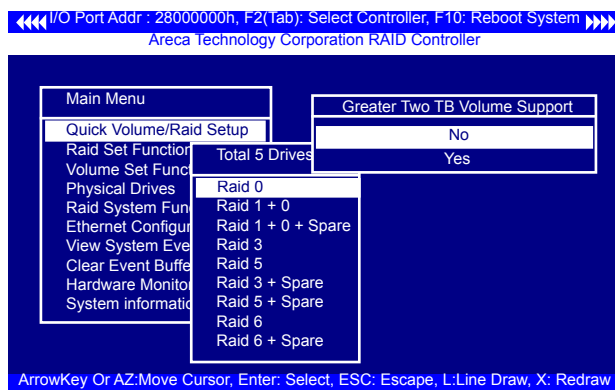 I/O Port Addr : 28000000h, F2(Tab): Select Controller, F10: Reboot System
Areca Technology Corporation RAID Controller
Main Menu
Quick Volume/Raid Setup
Raid Set Function
Volume Set Funct
Physical Drives
Raid System Fun
Ethernet Configur
View System Eve
Clear Event Buffe
Hardware Monito
System informatio
Total 5 Drives
Raid 0
Raid 1 + 0
Raid 1 + 0 + Spare
Raid 3
Raid 5
Raid 3 + Spare
Raid 5 + Spare
Raid 6
Raid 6 + Spare
Greater Two TB Volume Support
No
Yes
ArrowKey Or AZ:Move Cursor, Enter: Select, ESC: Escape, L:Line Draw, X: Redraw